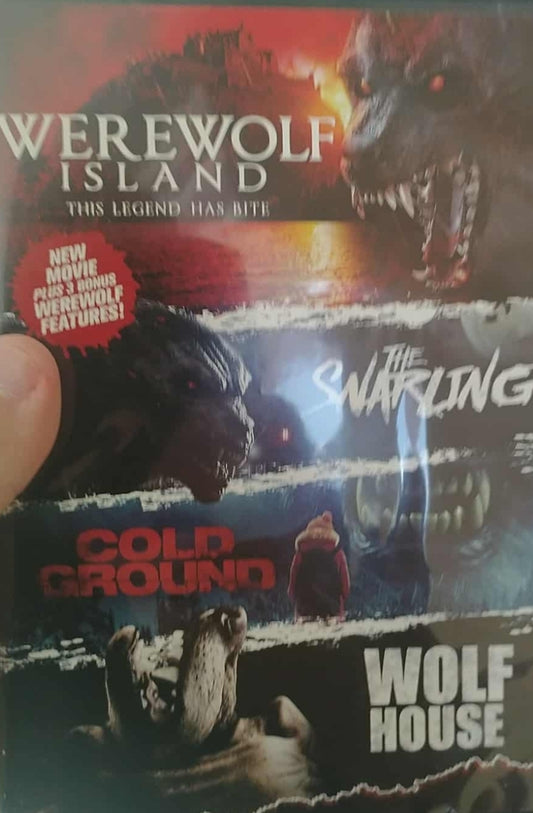 WEREWOLF
ISLAND
THIS LEGEND HAS BITE
NEW
MOVIE
PLUS 3 BONUS
WEREWOLF
FEATURES!
THE
SNARLING
COLD
GROUND
WOLF
HOUSE